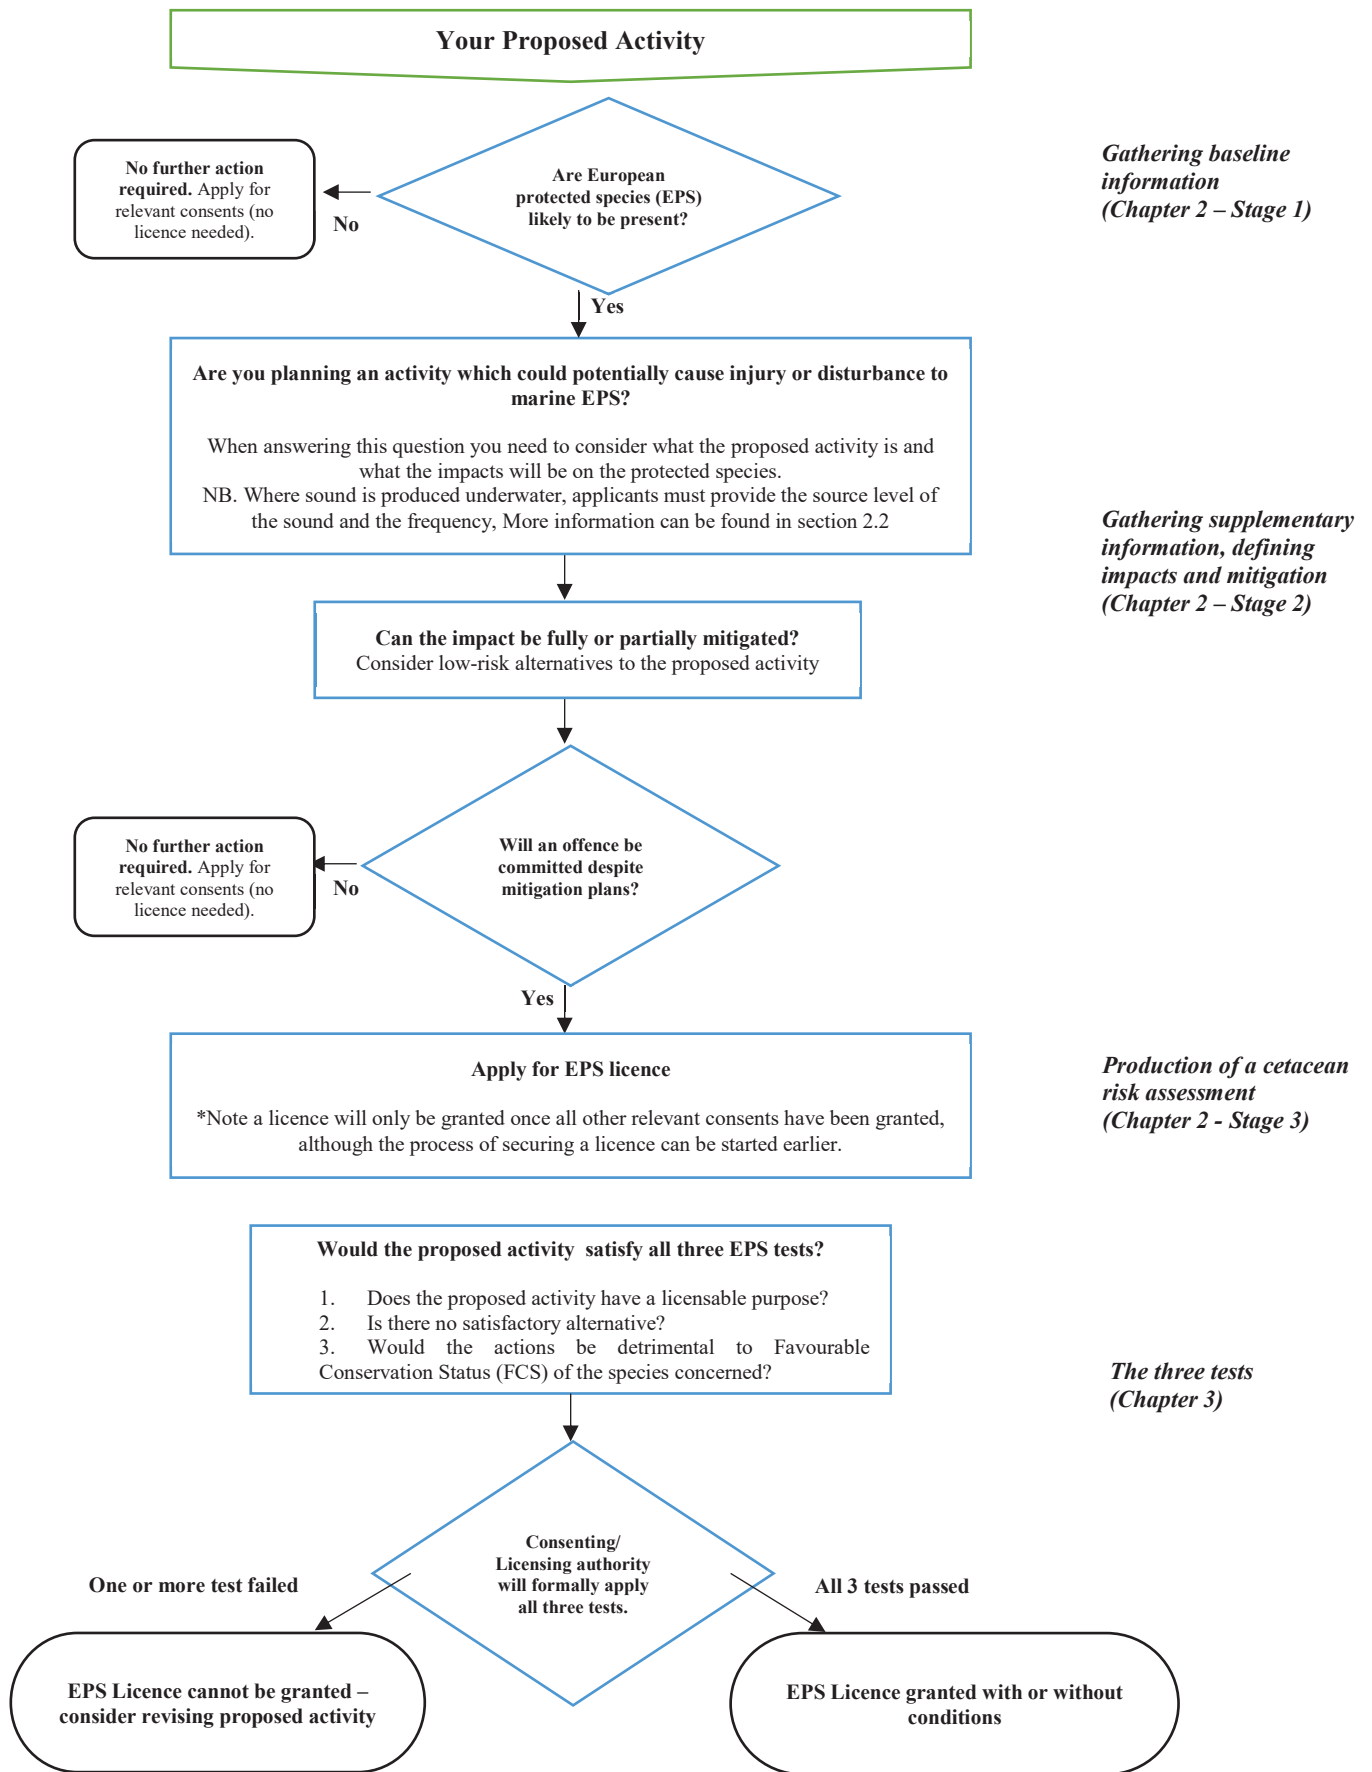 Your Proposed Activity
No further action
required. Apply for
relevant consents (no
licence needed).
No
Are European
protected species (EPS)
likely to be present?
Gathering baseline
information
(Chapter 2 – Stage 1)
Yes
Are you planning an activity which could potentially cause injury or disturbance to
marine EPS?
When answering this question you need to consider what the proposed activity is and
what the impacts will be on the protected species.
NB. Where sound is produced underwater, applicants must provide the source level of
the sound and the frequency, More information can be found in section 2.2
Gathering supplementary
information, defining
impacts and mitigation
(Chapter 2 – Stage 2)
Can the impact be fully or partially mitigated?
Consider low-risk alternatives to the proposed activity
No further action
required. Apply for
relevant consents (no
licence needed).
No
Will an offence be
committed despite
mitigation plans?
Yes
Apply for EPS licence
*Note a licence will only be granted once all other relevant consents have been granted,
although the process of securing a licence can be started earlier.
Production of a cetacean
risk assessment
(Chapter 2 - Stage 3)
Would the proposed activity satisfy all three EPS tests?
1. Does the proposed activity have a licensable purpose?
2. Is there no satisfactory alternative?
3. Would the actions be detrimental to Favourable
Conservation Status (FCS) of the species concerned?
The three tests
(Chapter 3)
Consenting/
Licensing authority
will formally apply
all three tests.
One or more test failed
All 3 tests passed
EPS Licence cannot be granted –
consider revising proposed activity
EPS Licence granted with or without
conditions